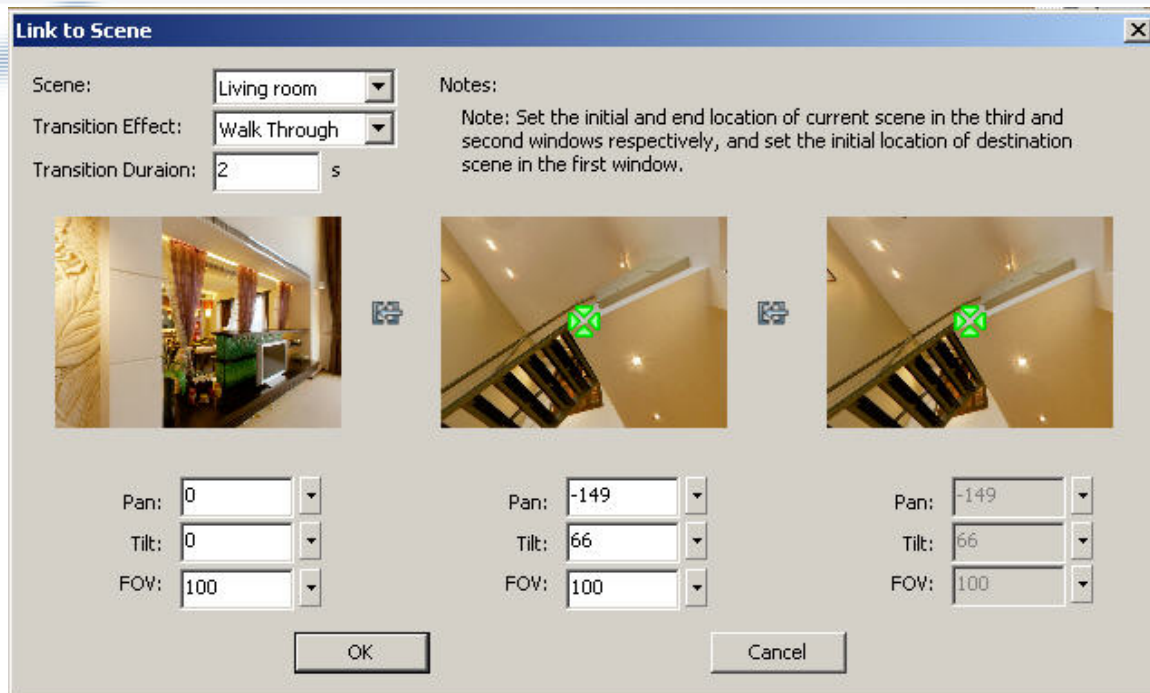 Link to Scene
Scene: Living room
Notes:
Transition Effect: Walk Through
Transition Duraion: 2 s
Note: Set the initial and end location of current scene in the third and
second windows respectively, and set the initial location of destination
scene in the first window.
Pan: 0
Tilt: 0
FOV: 100
Pan: -149
Tilt: 66
FOV: 100
Pan: -149
Tilt: 66
FOV: 100
OK
Cancel